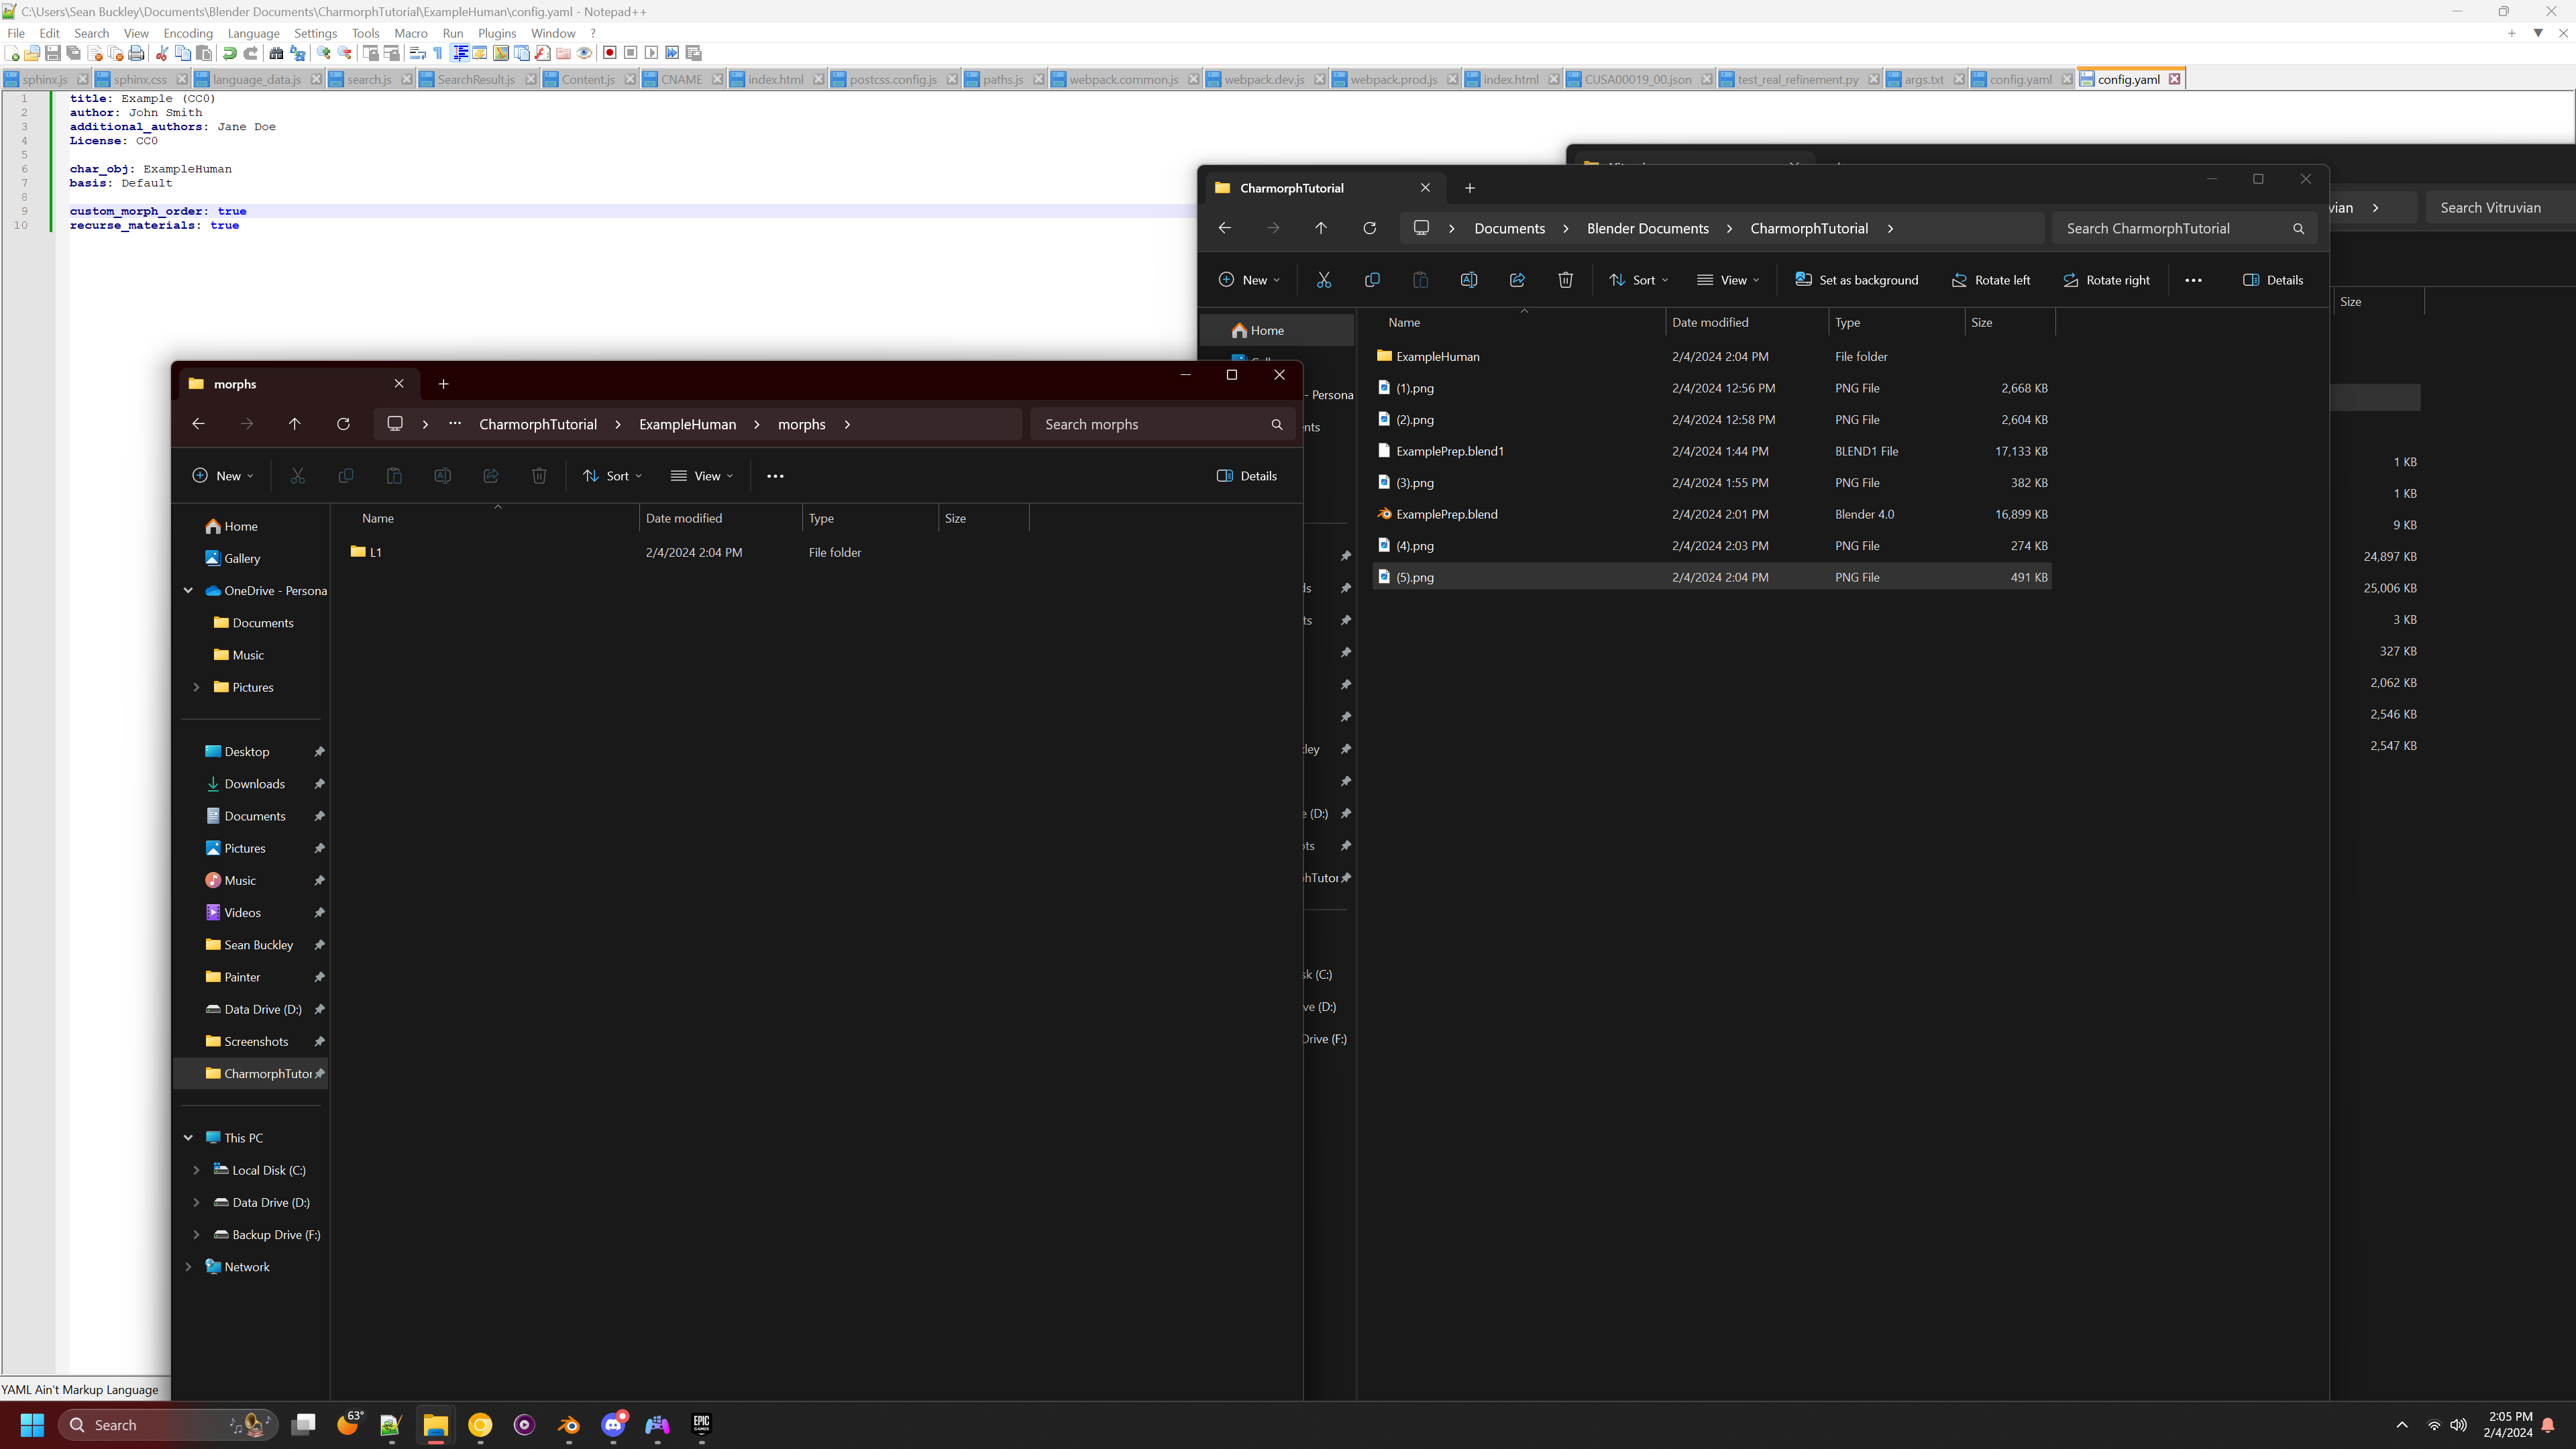 C:\Users\Sean Buckley\Documents\Blender Documents\CharmorphTutorial\ExampleHuman\config.yaml - Notepad++
File Edit Search View Encoding Language Settings Tools Macro Run Plugins Window ?
sphinx.js sphinx.css language_data.js search.js SearchResult.js Content.js CNAME index.html postcss.config.js paths.js webpack.common.js webpack.dev.js webpack.prod.js index.html CUSA00019_00.json test_real_refinement.py args.txt config.yaml config.yaml
1 title: Example (CC0)
2 author: John Smith
3 additional_authors: Jane Doe
4 License: CC0
5
6 char_obj: ExampleHuman
7 basis: Default
8
9 custom_morph_order: true
10 recurse_materials: true
YAML Ain't Markup Language
vian > Search Vitruvian
Size
1 KB
1 KB
9 KB
24,897 KB
25,006 KB
3 KB
327 KB
2,062 KB
2,546 KB
2,547 KB
CharmorphTutorial
Documents > Blender Documents > CharmorphTutorial > Search CharmorphTutorial
New Sort View Set as background Rotate left Rotate right Details
Home
- Persona
ents
ds
ts
kley
e (D:)
ots
hTutor
sk (C:)
ve (D:)
Drive (F:)
Name Date modified Type Size
ExampleHuman 2/4/2024 2:04 PM File folder
(1).png 2/4/2024 12:56 PM PNG File 2,668 KB
(2).png 2/4/2024 12:58 PM PNG File 2,604 KB
ExamplePrep.blend1 2/4/2024 1:44 PM BLEND1 File 17,133 KB
(3).png 2/4/2024 1:55 PM PNG File 382 KB
ExamplePrep.blend 2/4/2024 2:01 PM Blender 4.0 16,899 KB
(4).png 2/4/2024 2:03 PM PNG File 274 KB
(5).png 2/4/2024 2:04 PM PNG File 491 KB
morphs
CharmorphTutorial > ExampleHuman > morphs > Search morphs
New Sort View Details
Name Date modified Type Size
L1 2/4/2024 2:04 PM File folder
Home
Gallery
OneDrive - Persona
Documents
Music
Pictures
Desktop
Downloads
Documents
Pictures
Music
Videos
Sean Buckley
Painter
Data Drive (D:)
Screenshots
CharmorphTutor
This PC
Local Disk (C:)
Data Drive (D:)
Backup Drive (F:)
Network
Search
63°
EPIC GAMES
2:05 PM
2/4/2024